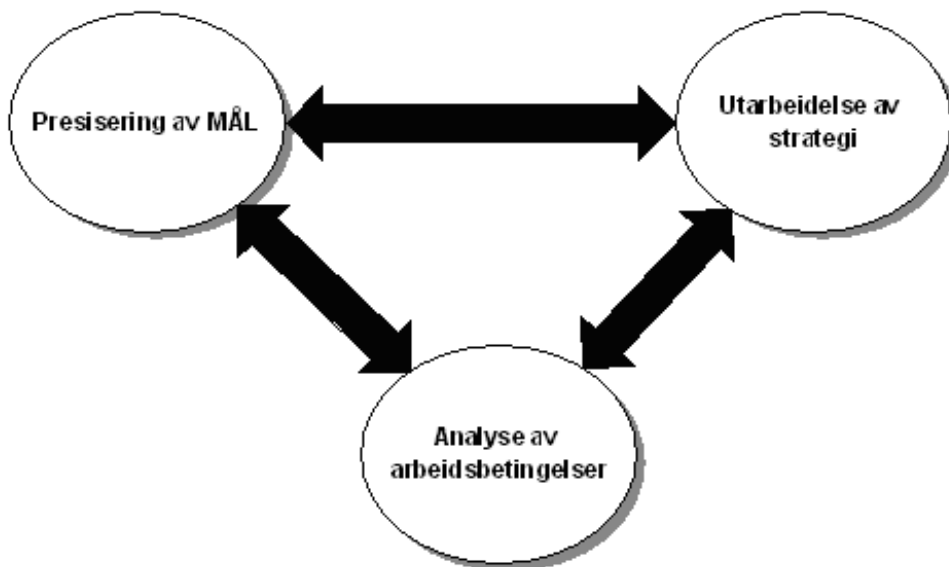 Presisering av MÅL
Utarbeidelse av
strategi
Analyse av
arbeidsbetingelser